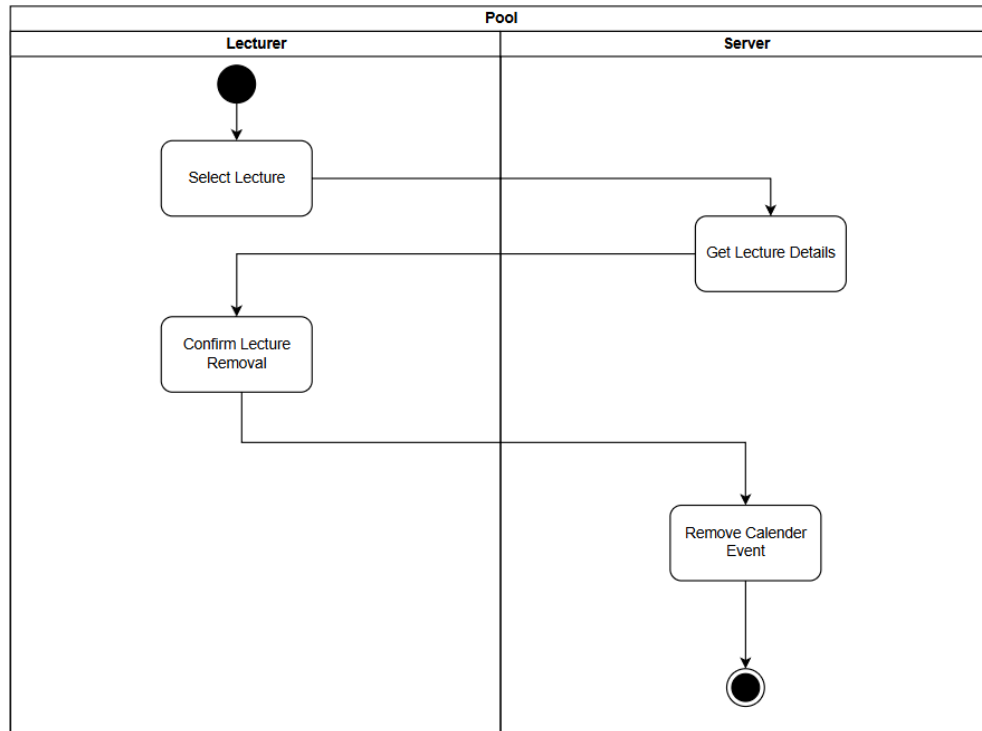 Pool
Lecturer
Server
Select Lecture
Get Lecture Details
Confirm Lecture
Removal
Remove Calender
Event